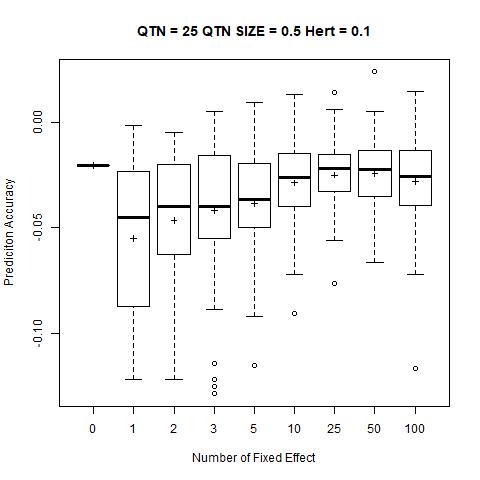 QTN = 25 QTN SIZE = 0.5 Hert = 0.1
Prediciton Accuracy
0.00
-0.05
-0.10
0 1 2 3 5 10 25 50 100
Number of Fixed Effect